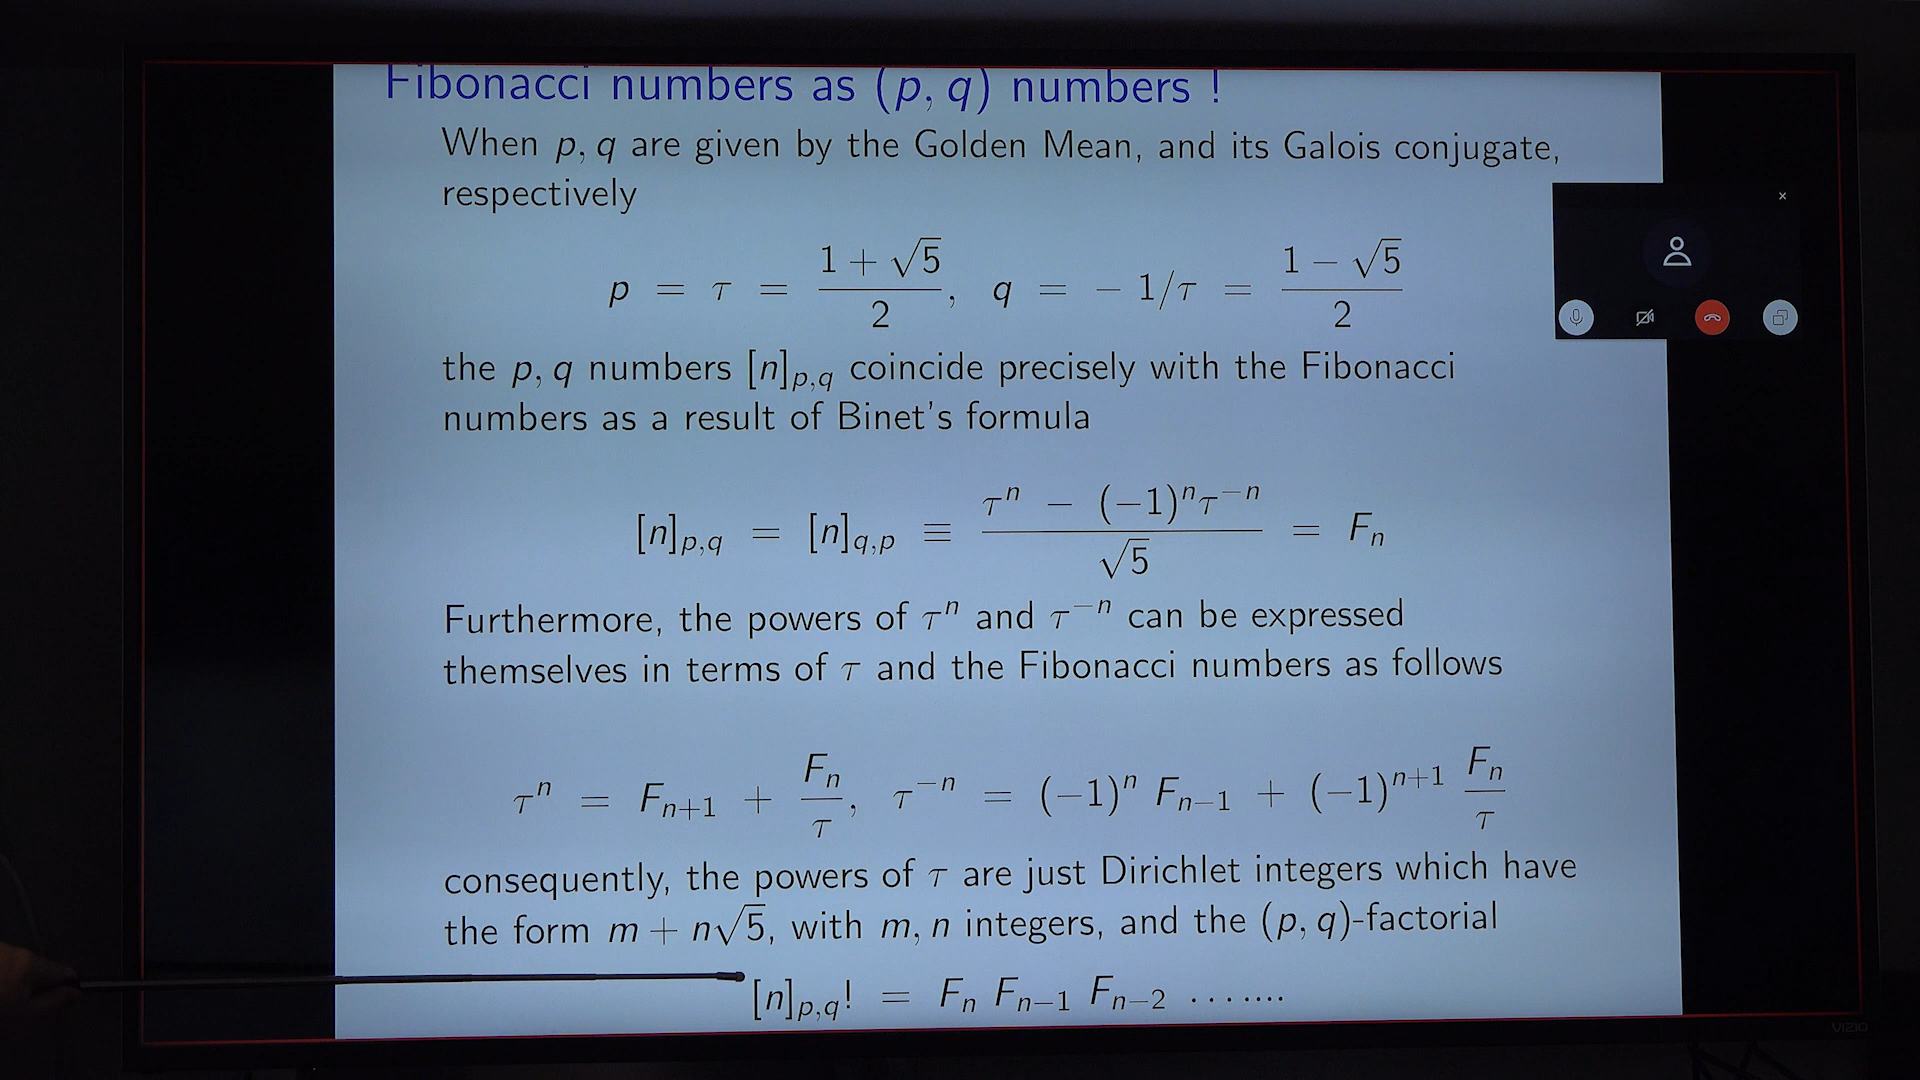 Fibonacci numbers as (p, q) numbers !
When p, q are given by the Golden Mean, and its Galois conjugate,
respectively
p = τ = (1 + √5)/2, q = − 1/τ = (1 − √5)/2
the p, q numbers [n]_{p,q} coincide precisely with the Fibonacci
numbers as a result of Binet's formula
[n]_{p,q} = [n]_{q,p} ≡ (τ^n − (−1)^n τ^{−n})/√5 = F_n
Furthermore, the powers of τ^n and τ^{−n} can be expressed
themselves in terms of τ and the Fibonacci numbers as follows
τ^n = F_{n+1} + F_n/τ, τ^{−n} = (−1)^n F_{n−1} + (−1)^{n+1} F_n/τ
consequently, the powers of τ are just Dirichlet integers which have
the form m + n√5, with m, n integers, and the (p, q)-factorial
[n]_{p,q}! = F_n F_{n−1} F_{n−2} .......
VIZIO